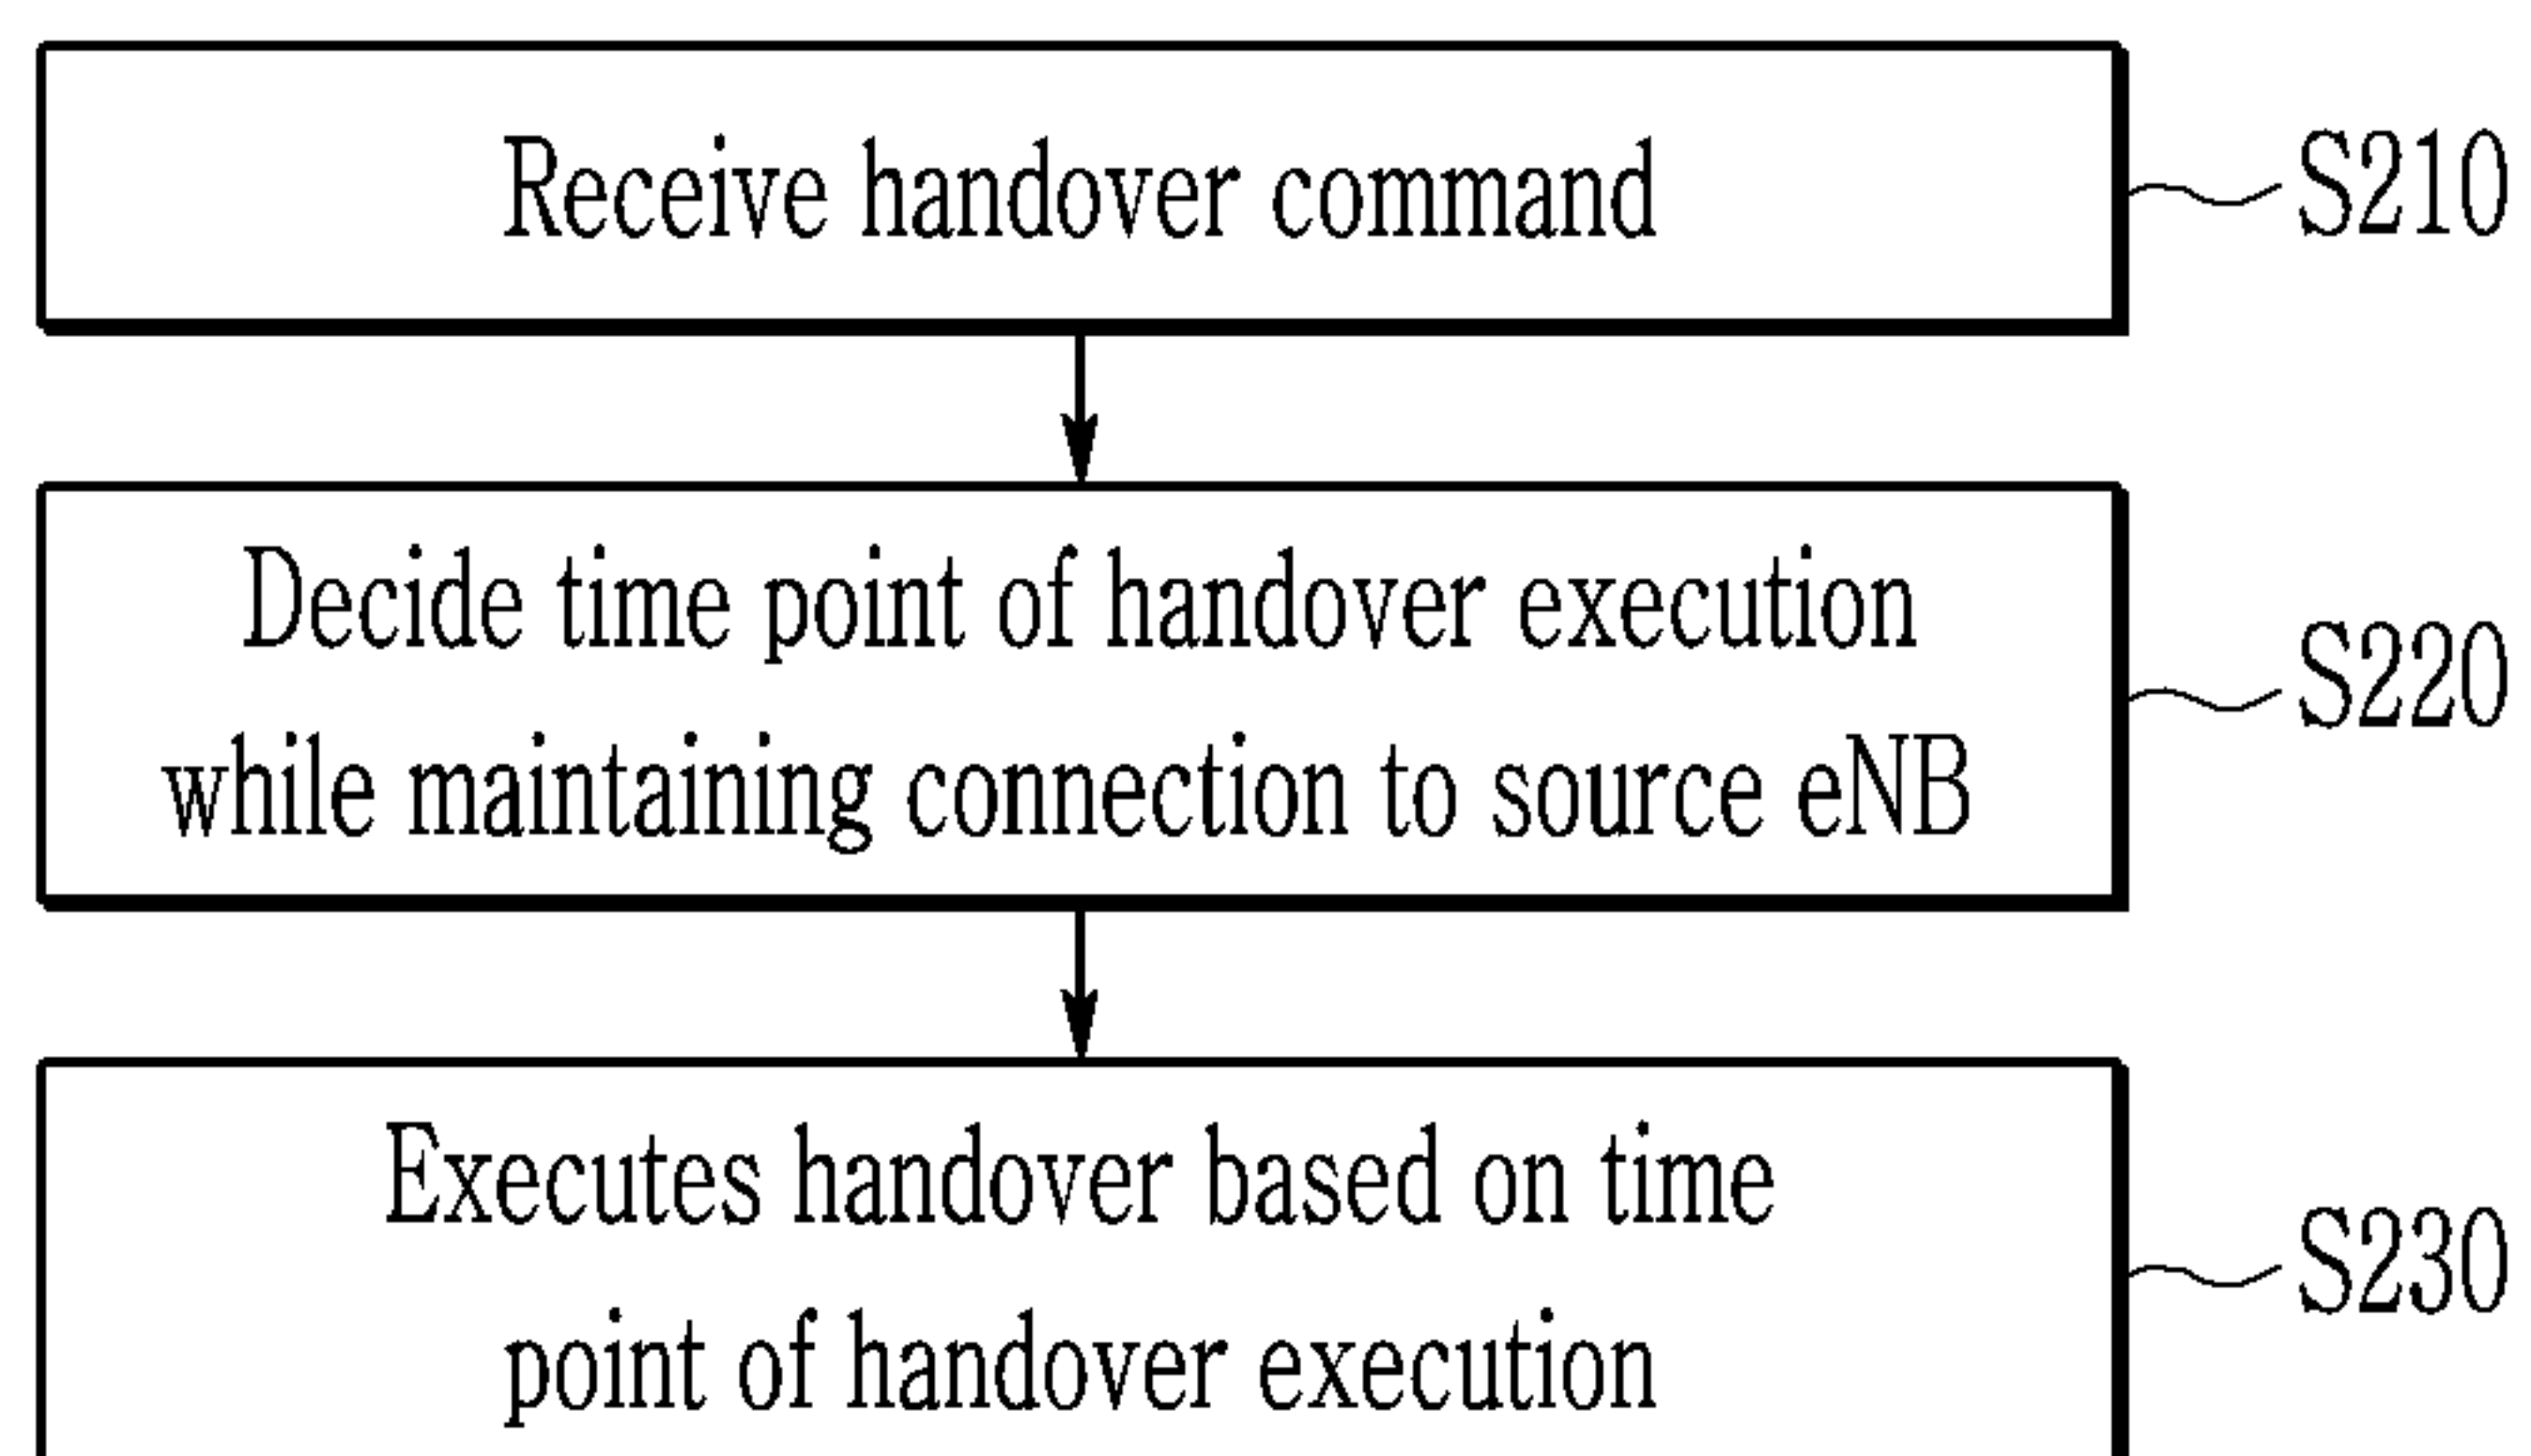 Receive handover command
S210
Decide time point of handover execution
while maintaining connection to source eNB
S220
Executes handover based on time
point of handover execution
S230